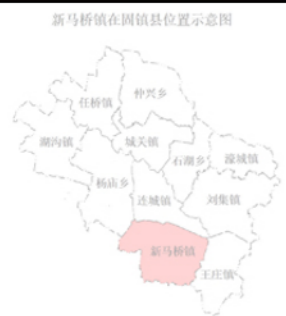 新马桥镇在固镇县位置示意图
仲兴乡
任桥镇
湖沟镇
城关镇
石湖乡
濠城镇
杨庙乡
连城镇
刘集镇
新马桥镇
王庄镇